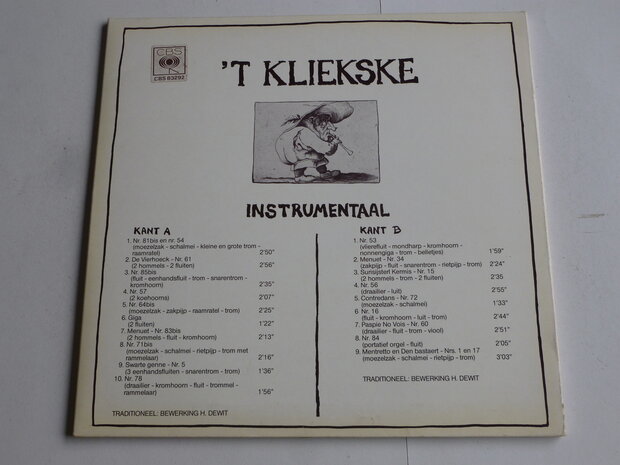 CBS
CBS 83292
'T KLIEKSKE
INSTRUMENTAAL
KANT A
1. Nr. 81bis en nr. 54
(moezelzak - schalmei - kleine en grote trom -
raamratel) 2'50"
2. De Vierhoeck - Nr. 61
(2 hommels - 2 fluiten) 2'56"
3. Nr. 85bis
(fluit - eenhandsfluit - trom - snarentrom -
kromhoorn) 2'35"
4. Nr. 57
(2 koehoorns) 2'07"
5. Nr. 64bis
(moezelzak - zakpijp - raamratel - trom) 2'25"
6. Giga
(2 fluiten) 1'22"
7. Menuet - Nr. 83bis
(2 hommels - fluit - kromhoorn) 2'13"
8. Nr. 71bis
(moezelzak - schalmei - rietpijp - trom met
rammelaar) 2'16"
9. Swarte genne - Nr. 5
(3 eenhandsfluiten - snarentrom - trom) 1'36"
10. Nr. 78
(draailier - kromhoorn - fluit - trommel -
rammelaar) 1'56"
TRADITIONEEL: BEWERKING H. DEWIT
KANT B
1. Nr. 53
(vlierefluit - mondharp - kromhoorn -
rionnengiga - trom - belletjes) 1'59"
2. Menuet - Nr. 34
(zakpijp - fluit - snarentrom - rietpijp - trom) 2'24"
3. Surisijsterl Kermis - Nr. 15
(2 hommels - trom - 2 fluiten) 2'35
4. Nr. 56
(draailier - luit) 2'55"
5. Contredans - Nr. 72
(moezelzak - schalmei) 1'33"
6. Nr. 16
(fluit - kromhoorn - luit - trom) 2'44"
7. Paspie No Vois - Nr. 60
(draailier - fluit - trom - viool) 2'51"
8. Nr. 84
(portatief orgel - fluit) 2'05"
9. Mentretto en Den bastaert - Nrs. 1 en 17
(moezelzak - schalmei - rietpijp - trom) 3'03"
TRADITIONEEL: BEWERKING H. DEWIT